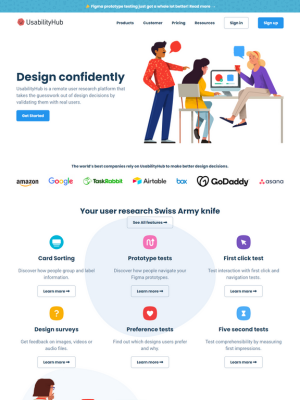 Figma prototype testing just got a whole lot better! Read more →
UsabilityHub
Products
Customer
Pricing
Resources
Sign in
Sign up
Design confidently
UsabilityHub is a remote user research platform that
takes the guesswork out of design decisions by
validating them with real users.
Get Started
The world's best companies rely on UsabilityHub to make better design decisions.
amazon
Google
TaskRabbit
Airtable
box
GoDaddy
asana
Your user research Swiss Army knife
See All features →
Card Sorting
Discover how people group and label
information.
Learn more →
Prototype tests
Discover how people navigate your
Figma prototypes.
Learn more →
First click test
Test interaction with first click and
navigation tests.
Learn more →
Design surveys
Get feedback on images, videos or
audio files.
Learn more →
Preference tests
Find out which designs users prefer
and why.
Learn more →
Five second tests
Test comprehension by measuring
first impressions.
Learn more →